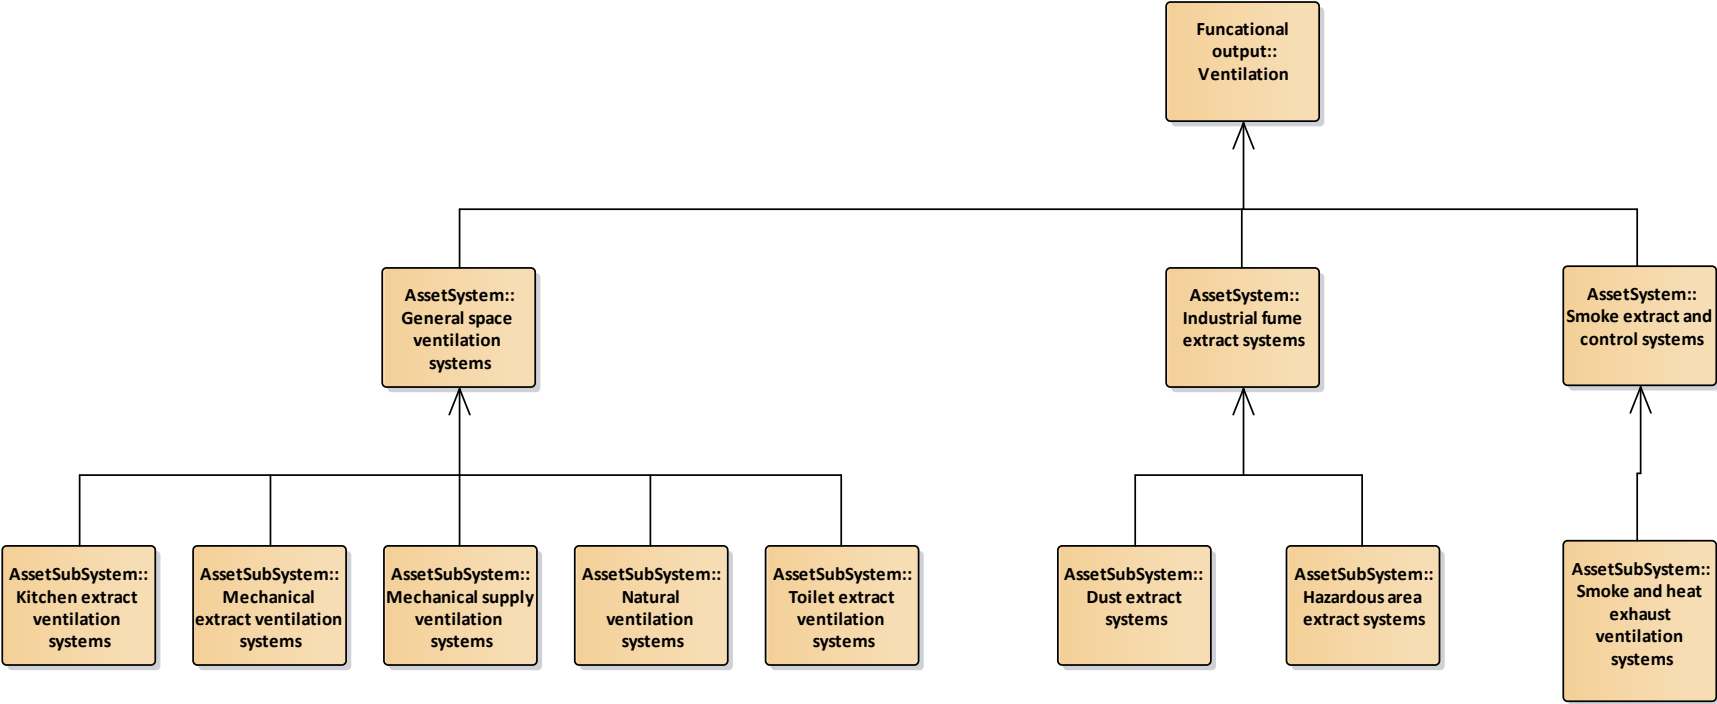 Funcational
output::
Ventilation
AssetSystem::
General space
ventilation
systems
AssetSystem::
Industrial fume
extract systems
AssetSystem::
Smoke extract and
control systems
AssetSubSystem::
Kitchen extract
ventilation
systems
AssetSubSystem::
Mechanical
extract ventilation
systems
AssetSubSystem::
Mechanical supply
ventilation
systems
AssetSubSystem::
Natural
ventilation
systems
AssetSubSystem::
Toilet extract
ventilation
systems
AssetSubSystem::
Dust extract
systems
AssetSubSystem::
Hazardous area
extract systems
AssetSubSystem::
Smoke and heat
exhaust
ventilation
systems